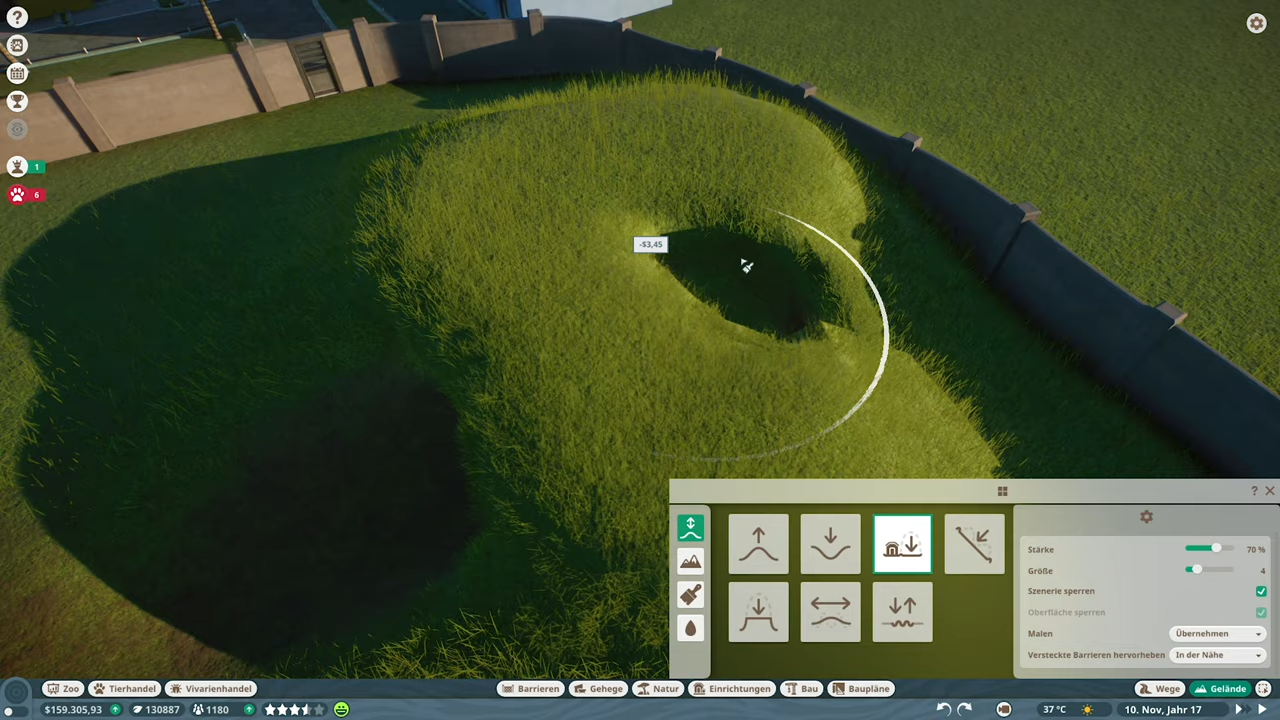 ?
1
6
-$3,45
?
Stärke 70 %
Größe 4
Szenerie sperren
Oberfläche sperren
Malen Übernehmen
Versteckte Barrieren hervorheben In der Nähe
Zoo Tierhandel Vivarienhandel Barrieren Gehege Natur Einrichtungen Bau Baupläne Wege Gelände
$159.305,93 130887 1180 37 °C 10. Nov, Jahr 17